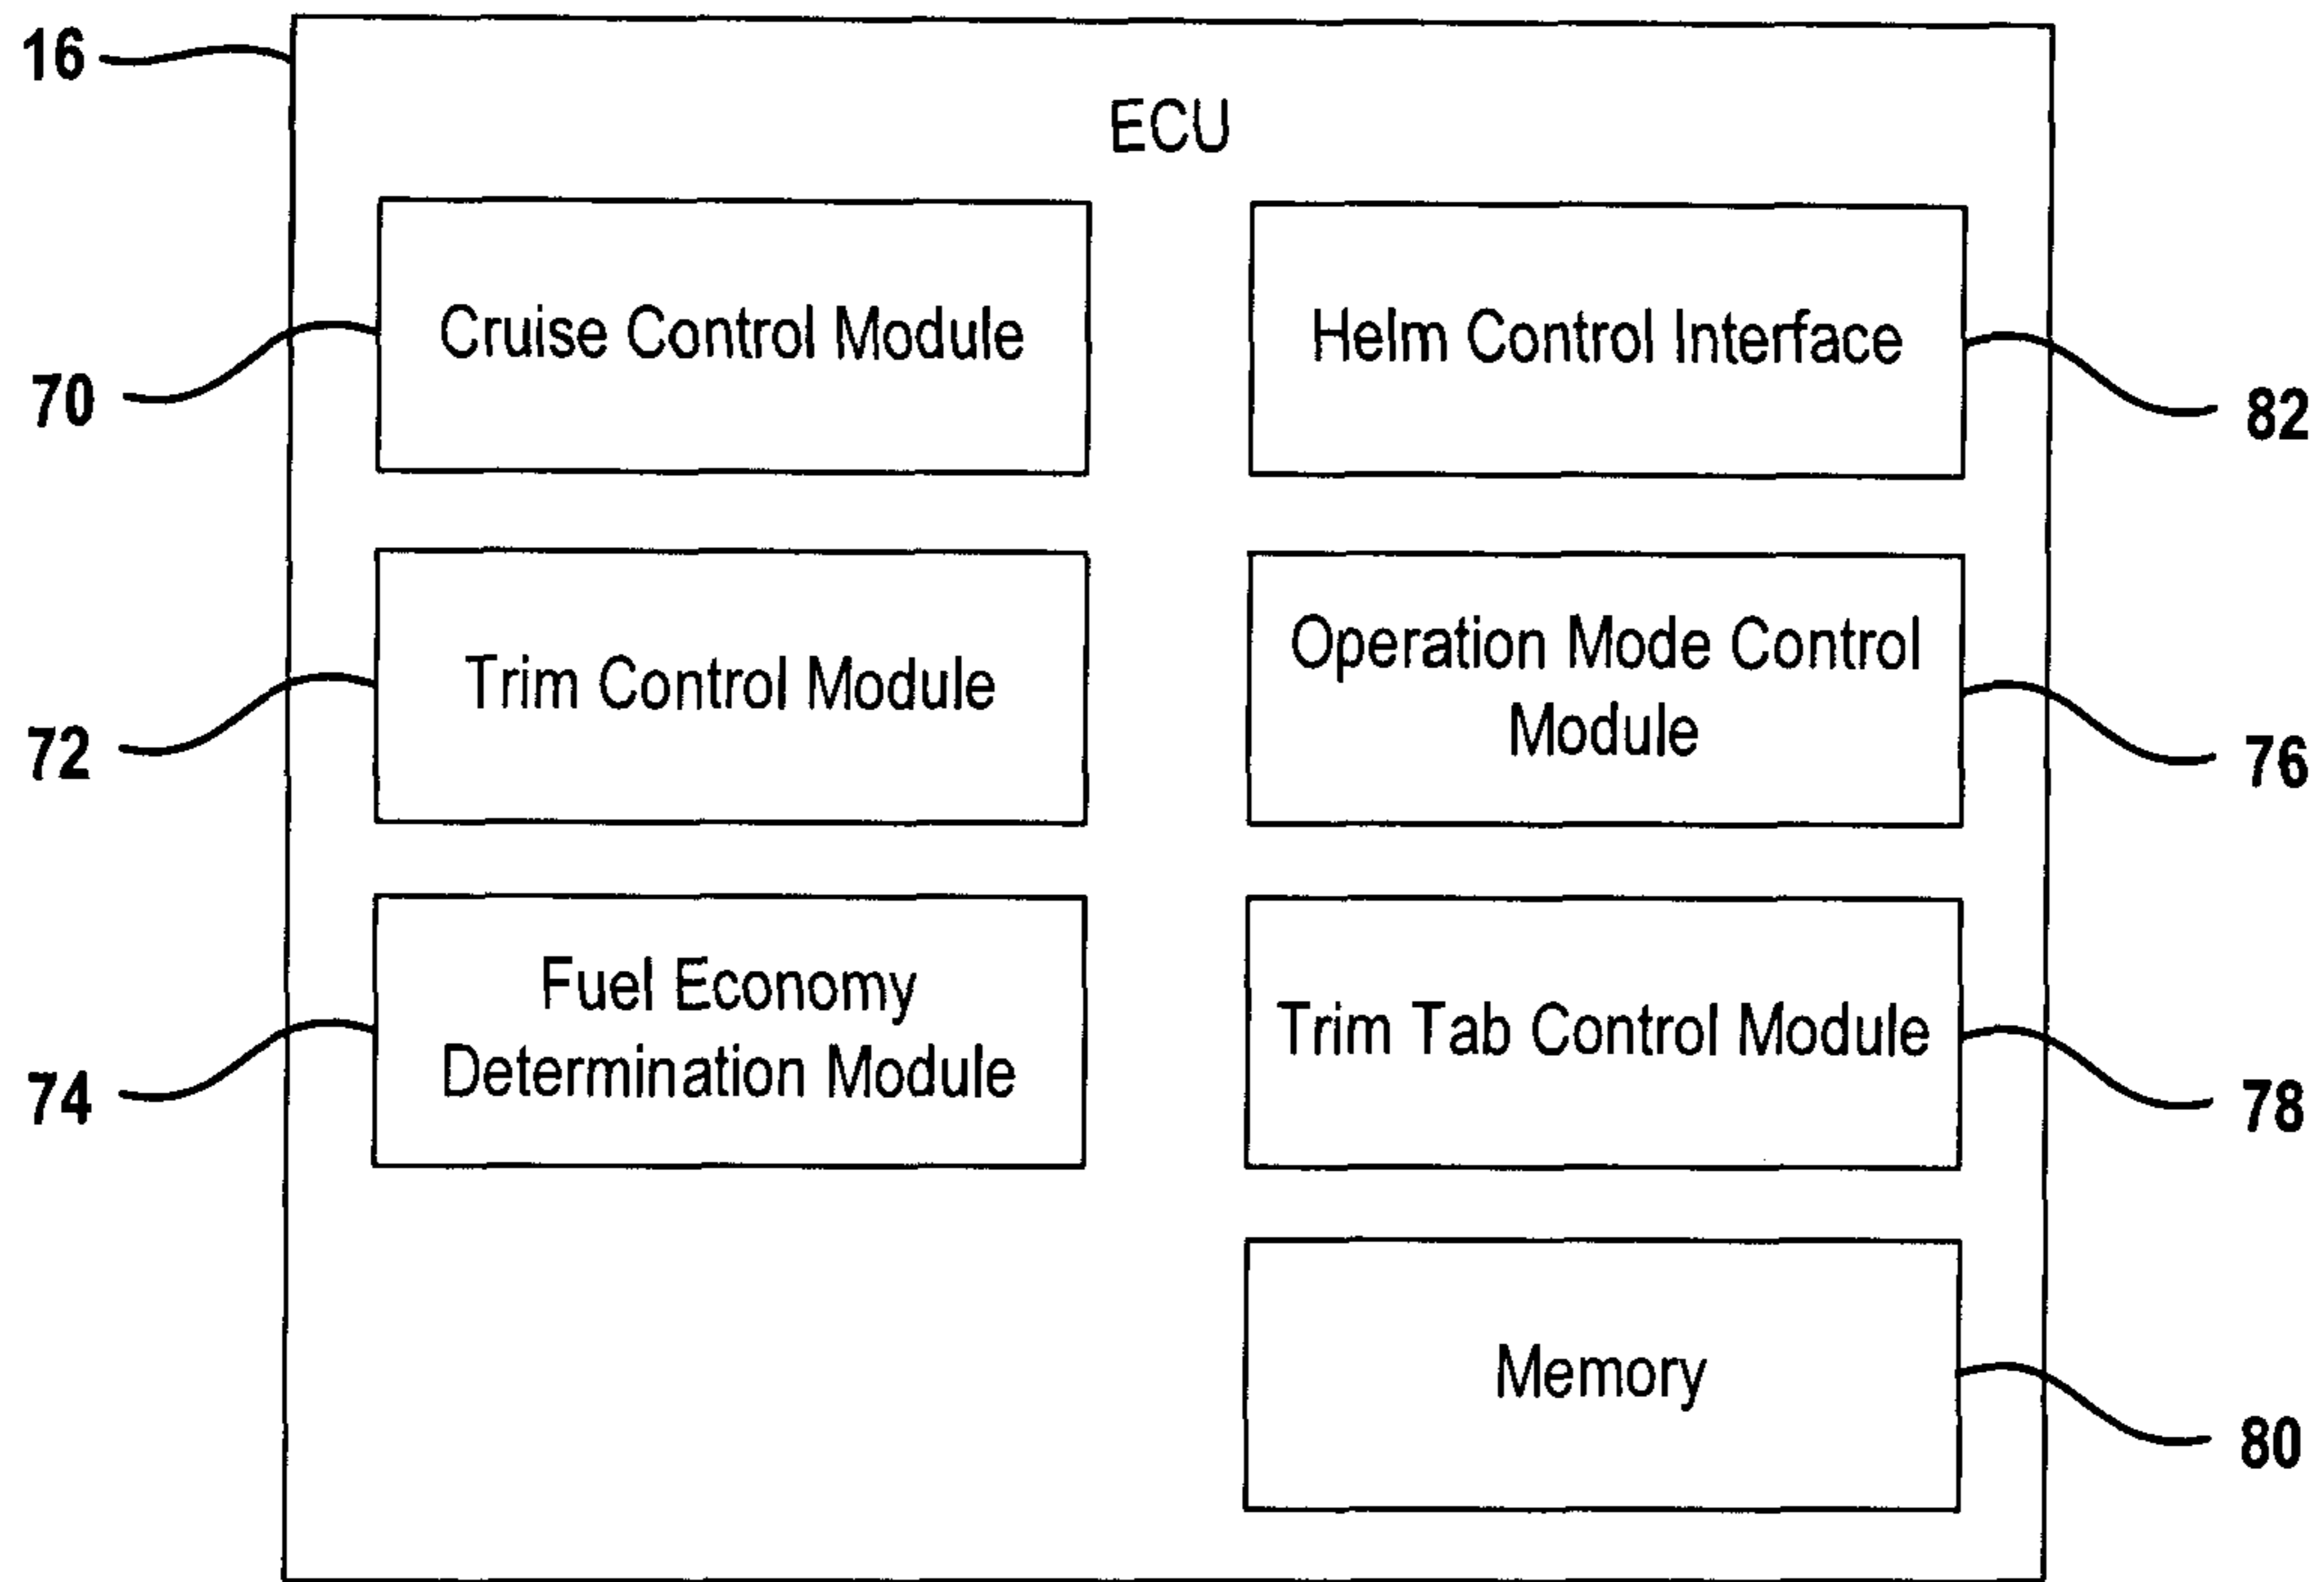 16
ECU
Cruise Control Module
70
Helm Control Interface
82
Trim Control Module
72
Operation Mode Control
Module
76
Fuel Economy
Determination Module
74
Trim Tab Control Module
78
Memory
80